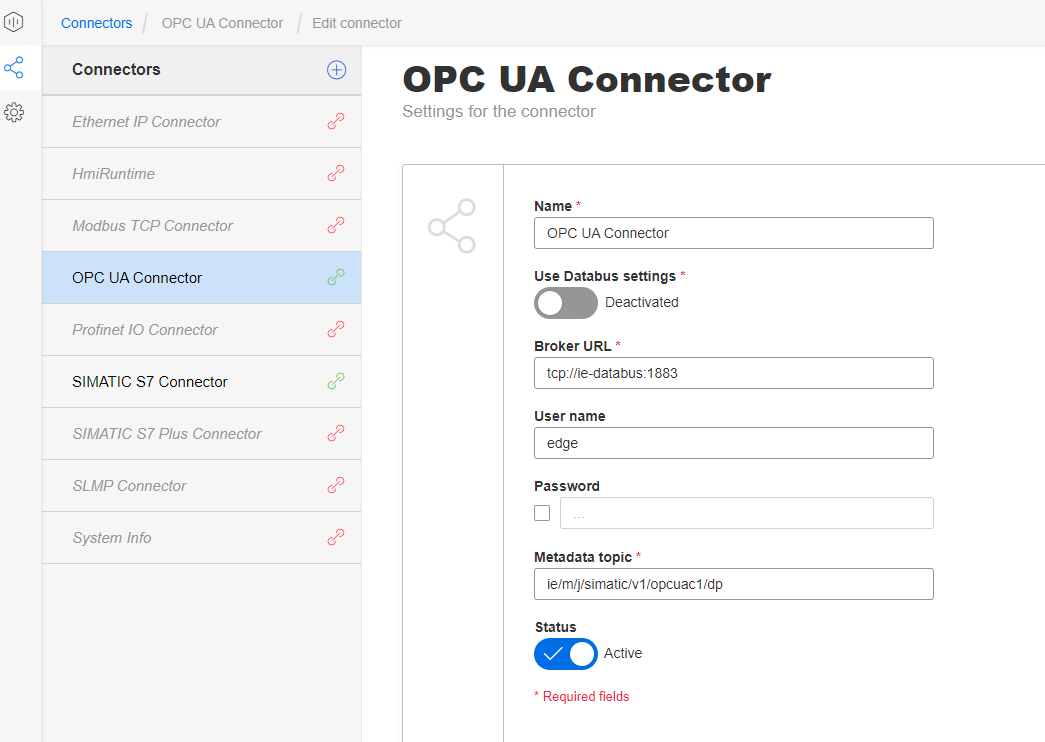 Connectors / OPC UA Connector / Edit connector
Connectors
Ethernet IP Connector
HmiRuntime
Modbus TCP Connector
OPC UA Connector
Profinet IO Connector
SIMATIC S7 Connector
SIMATIC S7 Plus Connector
SLMP Connector
System Info
OPC UA Connector
Settings for the connector
Name *
OPC UA Connector
Use Databus settings *
Deactivated
Broker URL *
tcp://ie-databus:1883
User name
edge
Password
...
Metadata topic *
ie/m/j/simatic/v1/opcuac1/dp
Status
Active
* Required fields